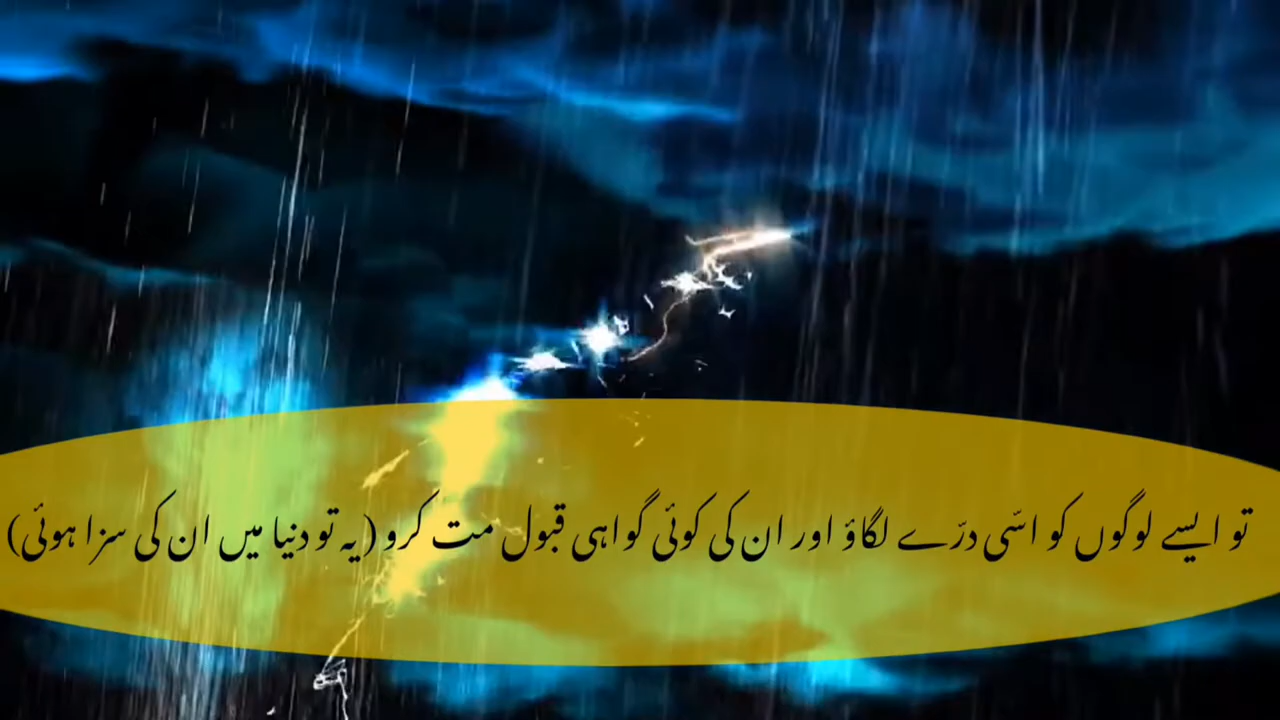 تو ایسے لوگوں کو اسّی درّے لگاؤ اور ان کی کوئی گواہی قبول مت کرو (یہ تو دنیا میں ان کی سزا ہوئی)